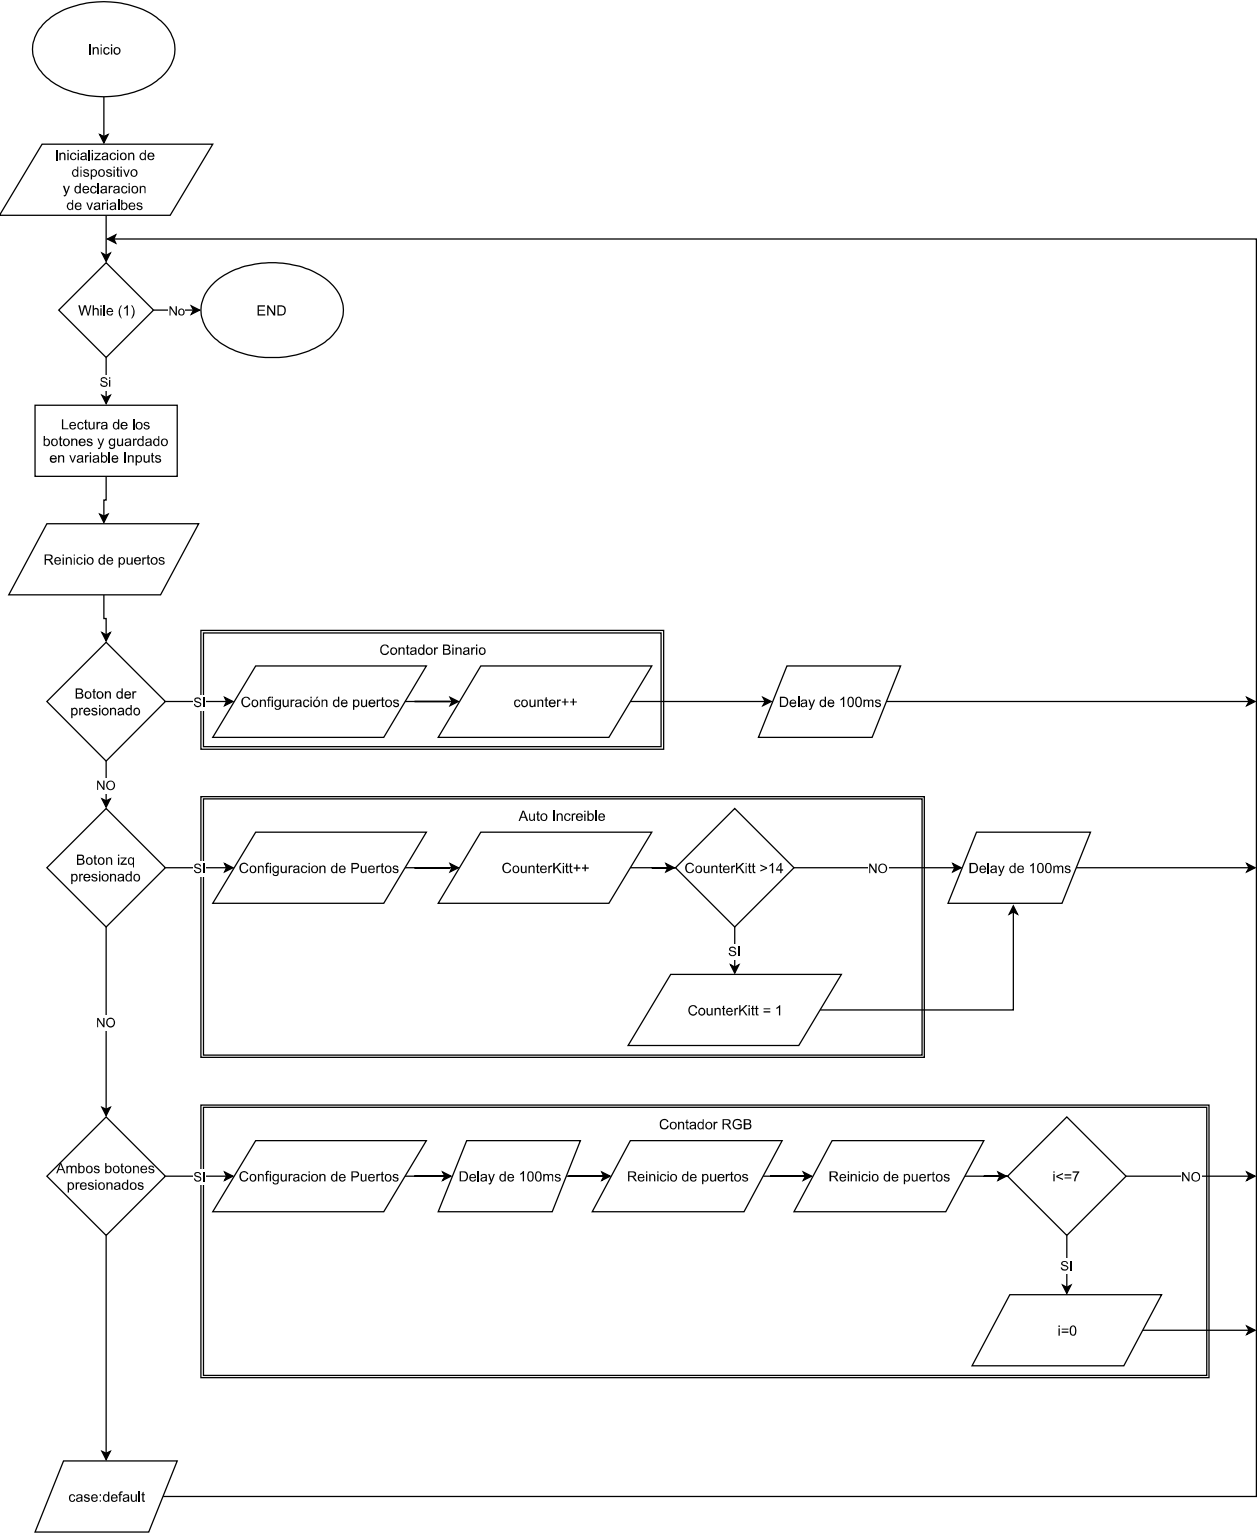 Inicio
Inicializacion de
dispositivo
y declaracion
de varialbes
While (1)
No
END
Si
Lectura de los
botones y guardado
en variable Inputs
Reinicio de puertos
Contador Binario
Boton der
presionado
SI
Configuración de puertos
counter++
Delay de 100ms
NO
Auto Increible
Boton izq
presionado
SI
Configuracion de Puertos
CounterKitt++
CounterKitt >14
NO
Delay de 100ms
SI
CounterKitt = 1
NO
Contador RGB
Ambos botones
presionados
SI
Configuracion de Puertos
Delay de 100ms
Reinicio de puertos
Reinicio de puertos
i<=7
NO
SI
i=0
case:default